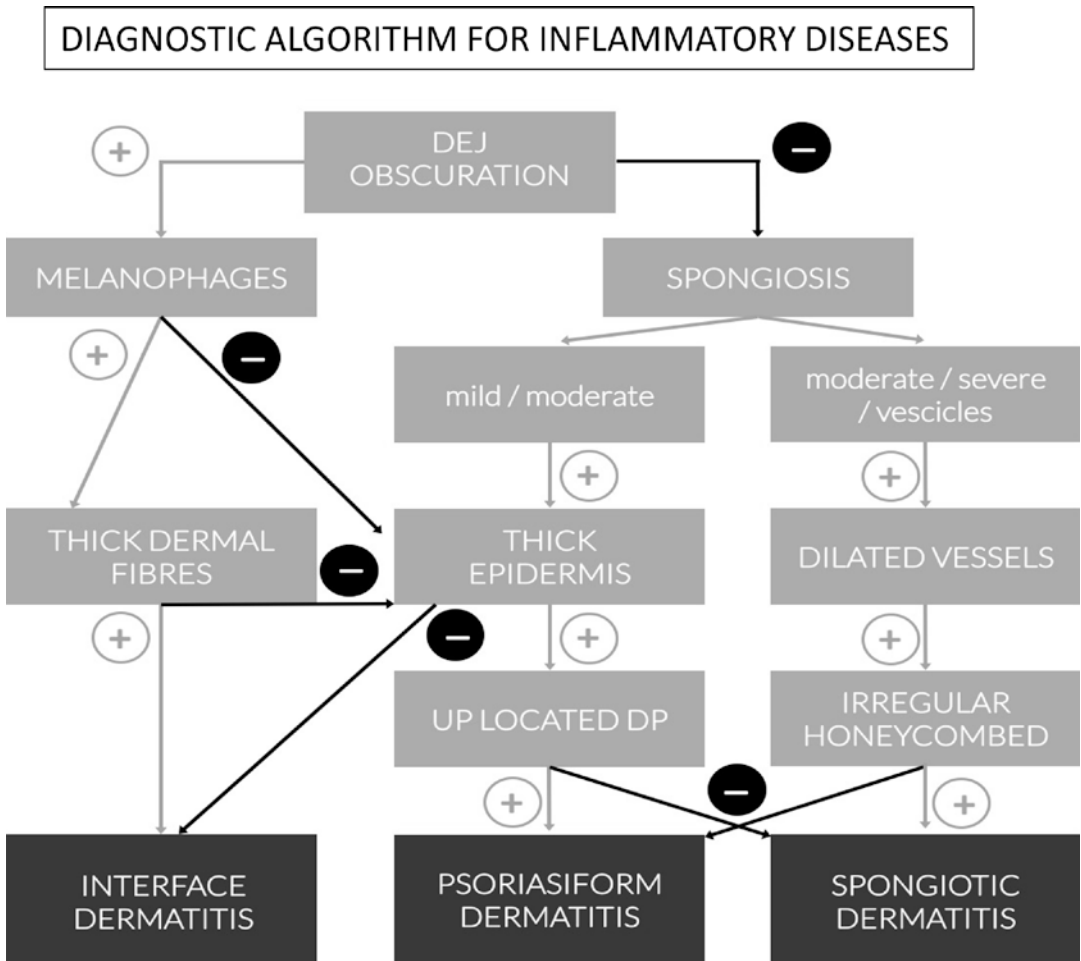 DIAGNOSTIC ALGORITHM FOR INFLAMMATORY DISEASES
+
DEJ
OBSCURATION
−
MELANOPHAGES
SPONGIOSIS
+
−
mild / moderate
moderate / severe
/ vescicles
+
+
THICK DERMAL
FIBRES
−
THICK
EPIDERMIS
DILATED VESSELS
+
−
+
+
UP LOCATED DP
IRREGULAR
HONEYCOMBED
+
−
+
INTERFACE
DERMATITIS
PSORIASIFORM
DERMATITIS
SPONGIOTIC
DERMATITIS